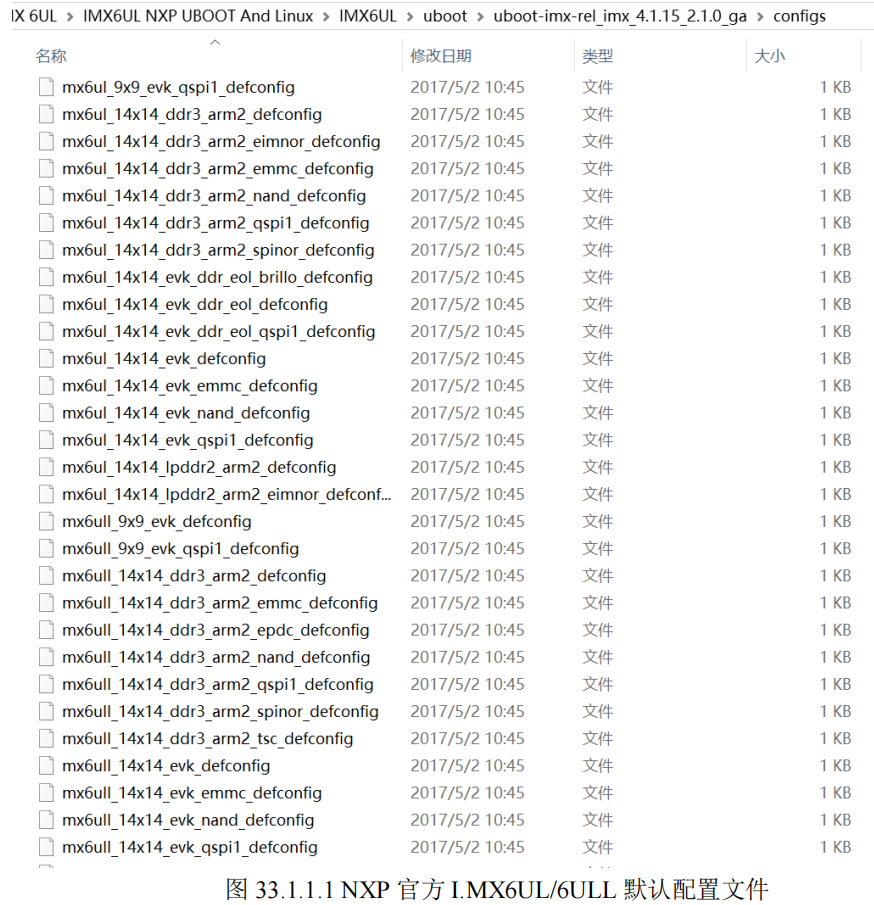 IX 6UL > IMX6UL NXP UBOOT And Linux > IMX6UL > uboot > uboot-imx-rel_imx_4.1.15_2.1.0_ga > configs
名称 修改日期 类型 大小
mx6ul_9x9_evk_qspi1_defconfig 2017/5/2 10:45 文件 1 KB
mx6ul_14x14_ddr3_arm2_defconfig 2017/5/2 10:45 文件 1 KB
mx6ul_14x14_ddr3_arm2_eimnor_defconfig 2017/5/2 10:45 文件 1 KB
mx6ul_14x14_ddr3_arm2_emmc_defconfig 2017/5/2 10:45 文件 1 KB
mx6ul_14x14_ddr3_arm2_nand_defconfig 2017/5/2 10:45 文件 1 KB
mx6ul_14x14_ddr3_arm2_qspi1_defconfig 2017/5/2 10:45 文件 1 KB
mx6ul_14x14_ddr3_arm2_spinor_defconfig 2017/5/2 10:45 文件 1 KB
mx6ul_14x14_evk_ddr_eol_brillo_defconfig 2017/5/2 10:45 文件 1 KB
mx6ul_14x14_evk_ddr_eol_defconfig 2017/5/2 10:45 文件 1 KB
mx6ul_14x14_evk_ddr_eol_qspi1_defconfig 2017/5/2 10:45 文件 1 KB
mx6ul_14x14_evk_defconfig 2017/5/2 10:45 文件 1 KB
mx6ul_14x14_evk_emmc_defconfig 2017/5/2 10:45 文件 1 KB
mx6ul_14x14_evk_nand_defconfig 2017/5/2 10:45 文件 1 KB
mx6ul_14x14_evk_qspi1_defconfig 2017/5/2 10:45 文件 1 KB
mx6ul_14x14_lpddr2_arm2_defconfig 2017/5/2 10:45 文件 1 KB
mx6ul_14x14_lpddr2_arm2_eimnor_defconf... 2017/5/2 10:45 文件 1 KB
mx6ull_9x9_evk_defconfig 2017/5/2 10:45 文件 1 KB
mx6ull_9x9_evk_qspi1_defconfig 2017/5/2 10:45 文件 1 KB
mx6ull_14x14_ddr3_arm2_defconfig 2017/5/2 10:45 文件 1 KB
mx6ull_14x14_ddr3_arm2_emmc_defconfig 2017/5/2 10:45 文件 1 KB
mx6ull_14x14_ddr3_arm2_epdc_defconfig 2017/5/2 10:45 文件 1 KB
mx6ull_14x14_ddr3_arm2_nand_defconfig 2017/5/2 10:45 文件 1 KB
mx6ull_14x14_ddr3_arm2_qspi1_defconfig 2017/5/2 10:45 文件 1 KB
mx6ull_14x14_ddr3_arm2_spinor_defconfig 2017/5/2 10:45 文件 1 KB
mx6ull_14x14_ddr3_arm2_tsc_defconfig 2017/5/2 10:45 文件 1 KB
mx6ull_14x14_evk_defconfig 2017/5/2 10:45 文件 1 KB
mx6ull_14x14_evk_emmc_defconfig 2017/5/2 10:45 文件 1 KB
mx6ull_14x14_evk_nand_defconfig 2017/5/2 10:45 文件 1 KB
mx6ull_14x14_evk_qspi1_defconfig 2017/5/2 10:45 文件 1 KB
图 33.1.1.1 NXP 官方 I.MX6UL/6ULL 默认配置文件